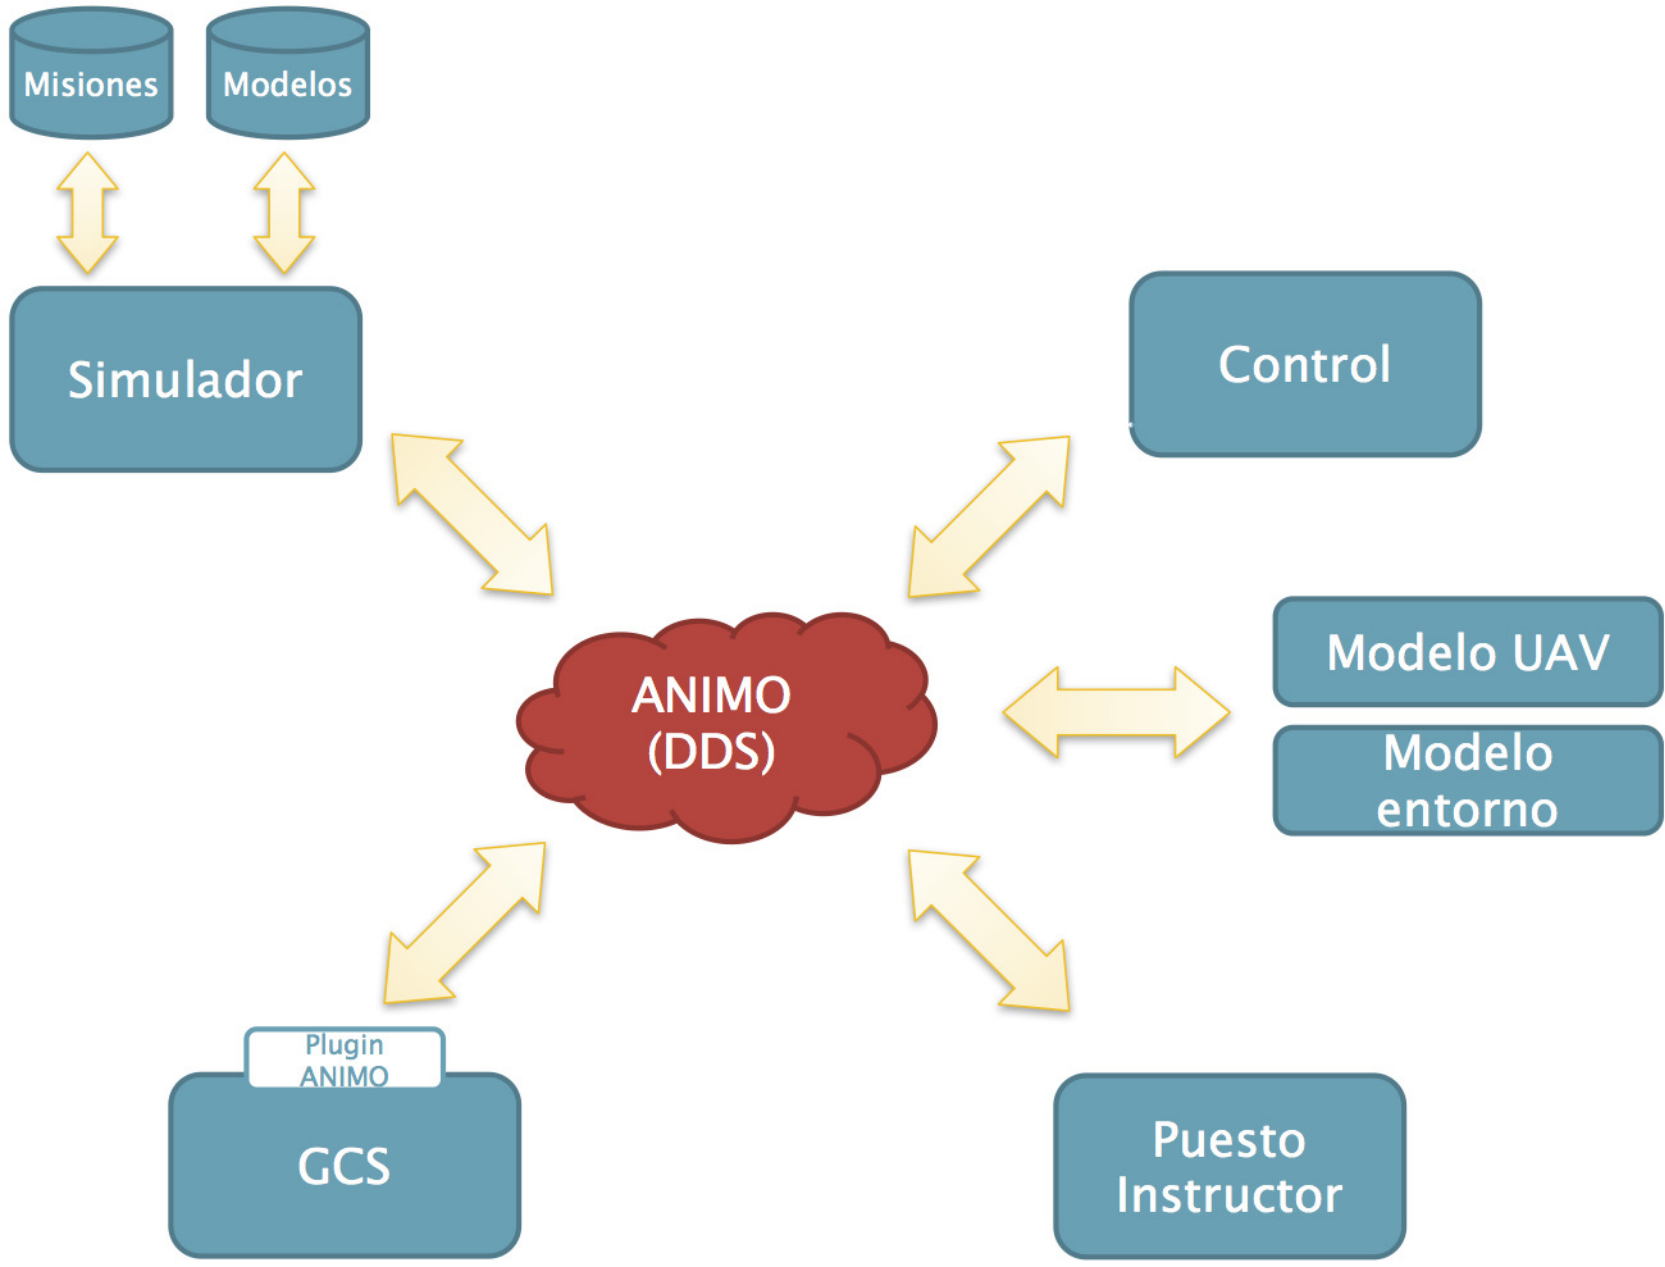 Misiones
Modelos
Simulador
Control
ANIMO
(DDS)
Modelo UAV
Modelo
entorno
Plugin
ANIMO
GCS
Puesto
Instructor